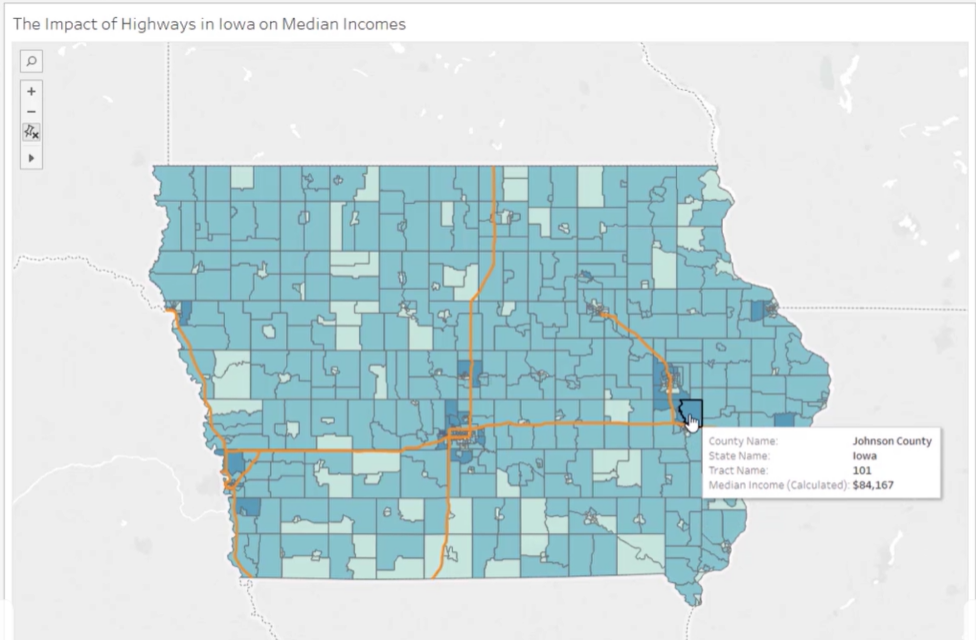 The Impact of Highways in Iowa on Median Incomes
County Name: Johnson County
State Name: Iowa
Tract Name: 101
Median Income (Calculated): $84,167